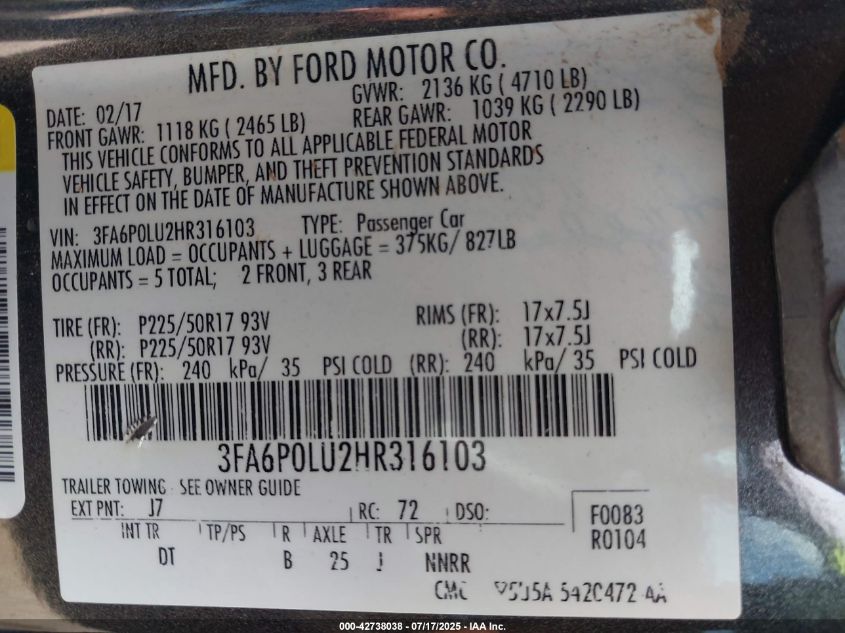 MFD. BY FORD MOTOR CO.
DATE: 02/17 GVWR: 2136 KG ( 4710 LB)
FRONT GAWR: 1118 KG ( 2465 LB) REAR GAWR: 1039 KG ( 2290 LB)
THIS VEHICLE CONFORMS TO ALL APPLICABLE FEDERAL MOTOR
VEHICLE SAFETY, BUMPER, AND THEFT PREVENTION STANDARDS
IN EFFECT ON THE DATE OF MANUFACTURE SHOWN ABOVE.
VIN: 3FA6P0LU2HR316103 TYPE: Passenger Car
MAXIMUM LOAD = OCCUPANTS + LUGGAGE = 375KG/ 827LB
OCCUPANTS = 5 TOTAL; 2 FRONT, 3 REAR
TIRE (FR): P225/50R17 93V RIMS (FR): 17x7.5J
(RR): P225/50R17 93V (RR): 17x7.5J
PRESSURE (FR): 240 kPa/ 35 PSI COLD (RR): 240 kPa/ 35 PSI COLD
3FA6P0LU2HR316103
TRAILER TOWING - SEE OWNER GUIDE
EXT PNT: J7 RC: 72 DSO: F0083
INT TR TP/PS R AXLE TR SPR R0104
DT B 25 J NNRR
CMC 5420472 AA
000-42738038 — 07/17/2025 — IAA Inc.